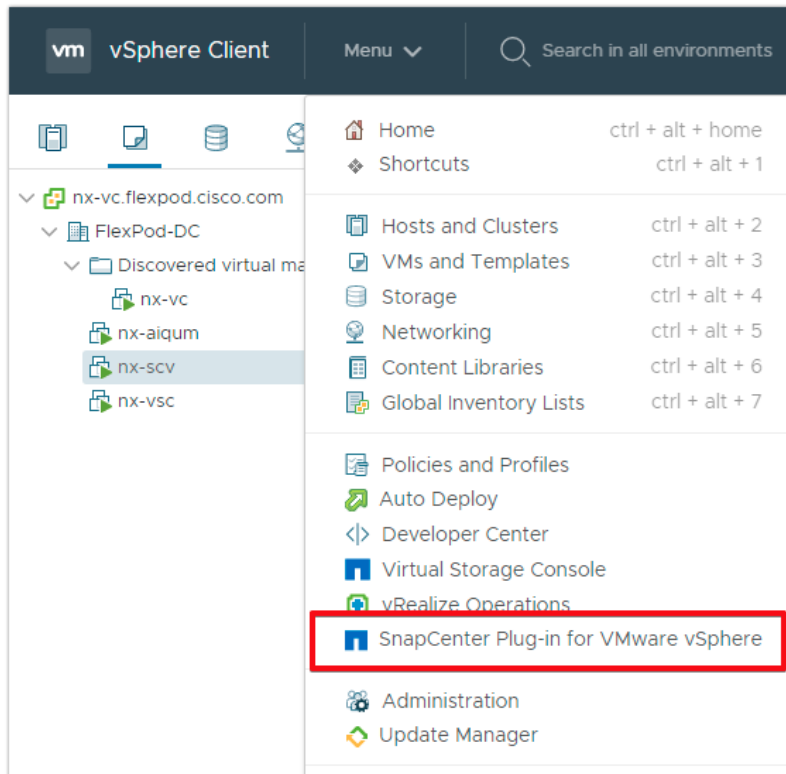 vm vSphere Client Menu Search in all environments
nx-vc.flexpod.cisco.com
FlexPod-DC
Discovered virtual ma
nx-vc
nx-aiqum
nx-scv
nx-vsc
Home ctrl + alt + home
Shortcuts ctrl + alt + 1
Hosts and Clusters ctrl + alt + 2
VMs and Templates ctrl + alt + 3
Storage ctrl + alt + 4
Networking ctrl + alt + 5
Content Libraries ctrl + alt + 6
Global Inventory Lists ctrl + alt + 7
Policies and Profiles
Auto Deploy
Developer Center
Virtual Storage Console
vRealize Operations
SnapCenter Plug-in for VMware vSphere
Administration
Update Manager